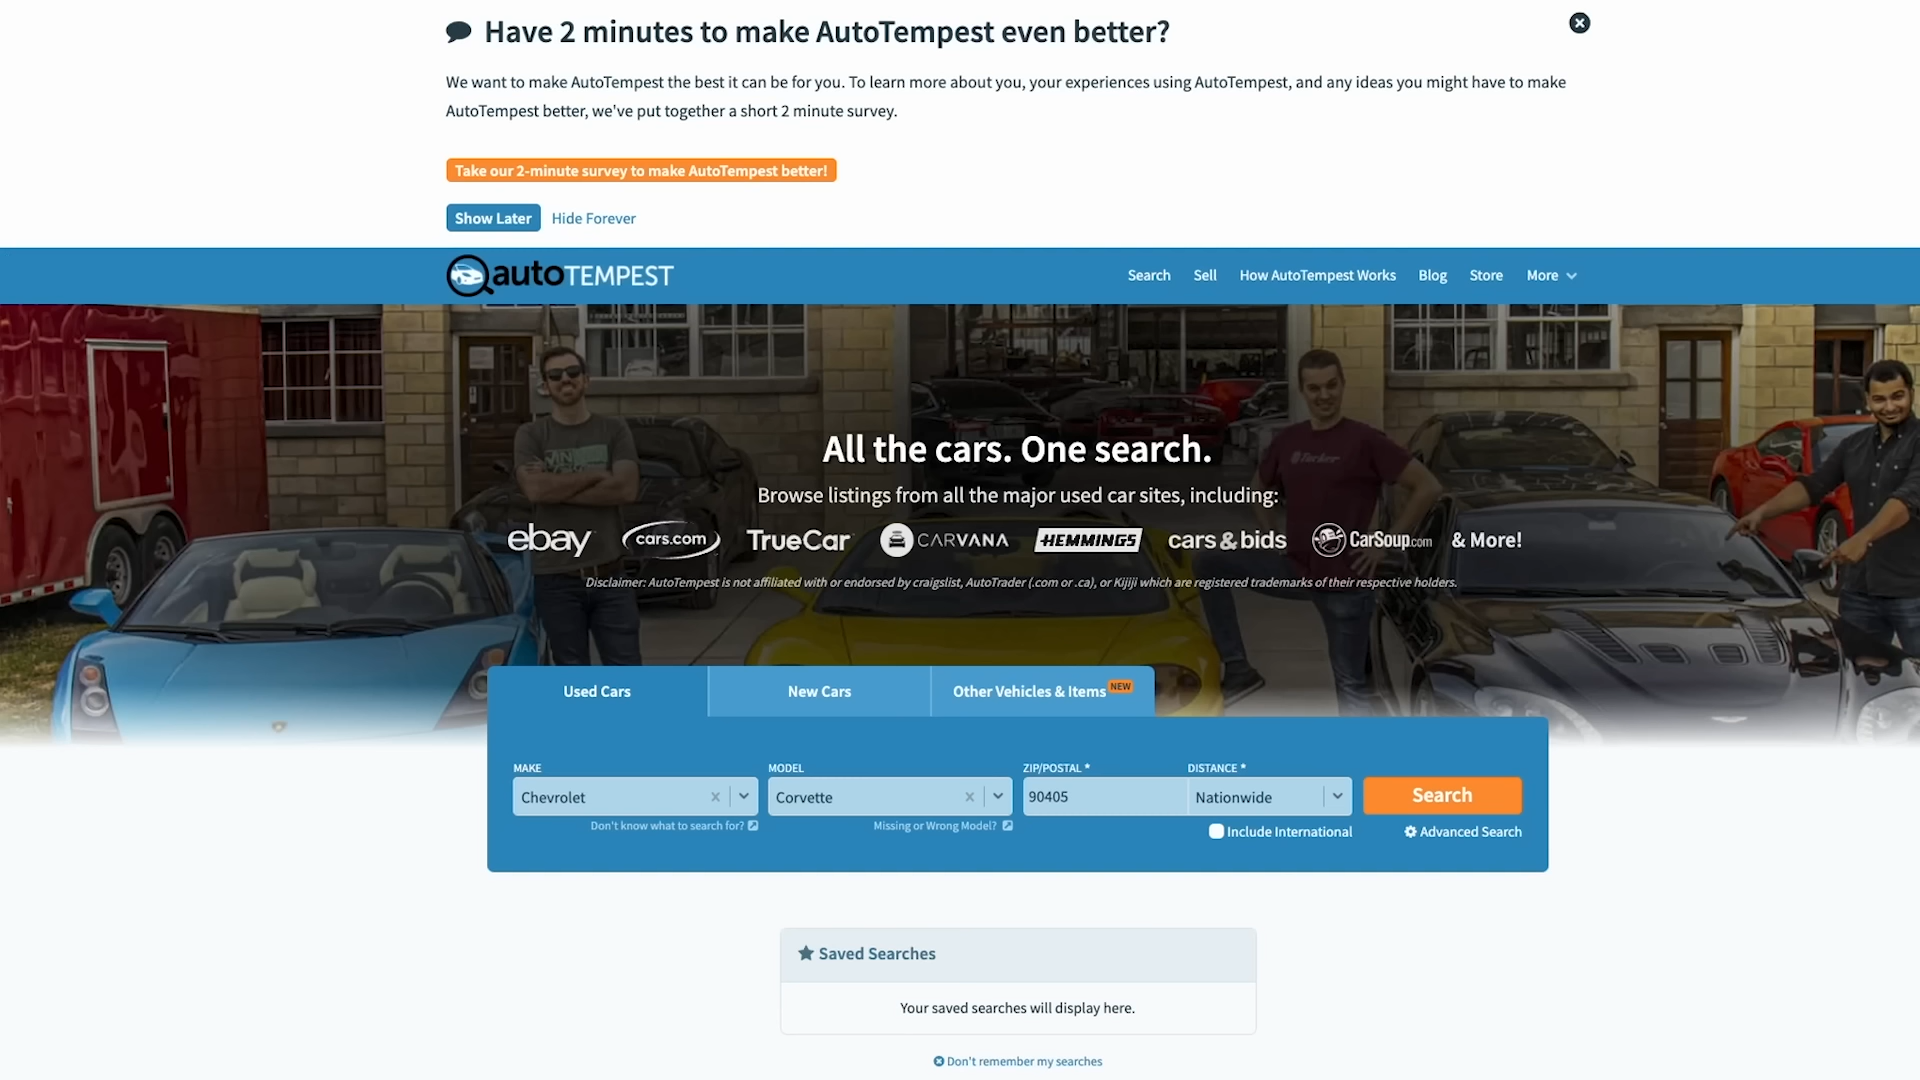 Have 2 minutes to make AutoTempest even better?
We want to make AutoTempest the best it can be for you. To learn more about you, your experiences using AutoTempest, and any ideas you might have to make
AutoTempest better, we've put together a short 2 minute survey.
Take our 2-minute survey to make AutoTempest better!
Show Later Hide Forever
autoTEMPEST Search Sell How AutoTempest Works Blog Store More
All the cars. One search.
Browse listings from all the major used car sites, including:
ebay cars.com TrueCar CARVANA HEMMINGS cars & bids CarSoup.com & More!
Disclaimer: AutoTempest is not affiliated with or endorsed by craigslist, AutoTrader (.com or .ca), or Kijiji which are registered trademarks of their respective holders.
Used Cars New Cars Other Vehicles & Items NEW
MAKE MODEL ZIP/POSTAL * DISTANCE *
Chevrolet Corvette 90405 Nationwide Search
Don't know what to search for? Missing or Wrong Model? Include International Advanced Search
Saved Searches
Your saved searches will display here.
Don't remember my searches